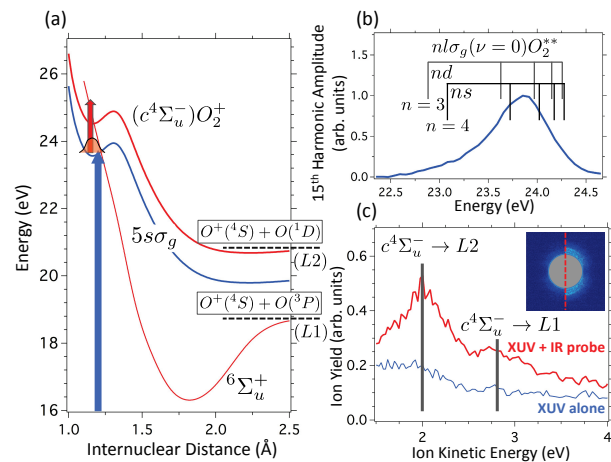 (a)
26
24
22
20
18
16
Energy (eV)
(c⁴Σᵤ⁻)O₂⁺
5sσ_g
O⁺(⁴S) + O(¹D)
(L2)
O⁺(⁴S) + O(³P)
(L1)
⁶Σᵤ⁺
1.0 1.5 2.0 2.5
Internuclear Distance (Å)
(b)
15th Harmonic Amplitude
(arb. units)
1.5
1.0
0.5
0.0
nlσ_g(ν = 0)O₂**
nd
ns
n = 3
n = 4
22.5 23.0 23.5 24.0 24.5
Energy (eV)
(c)
c⁴Σᵤ⁻ → L2
c⁴Σᵤ⁻ → L1
XUV + IR probe
XUV alone
Ion Yield (arb. units)
0.6
0.4
0.2
0.0
2 3 4
Ion Kinetic Energy (eV)